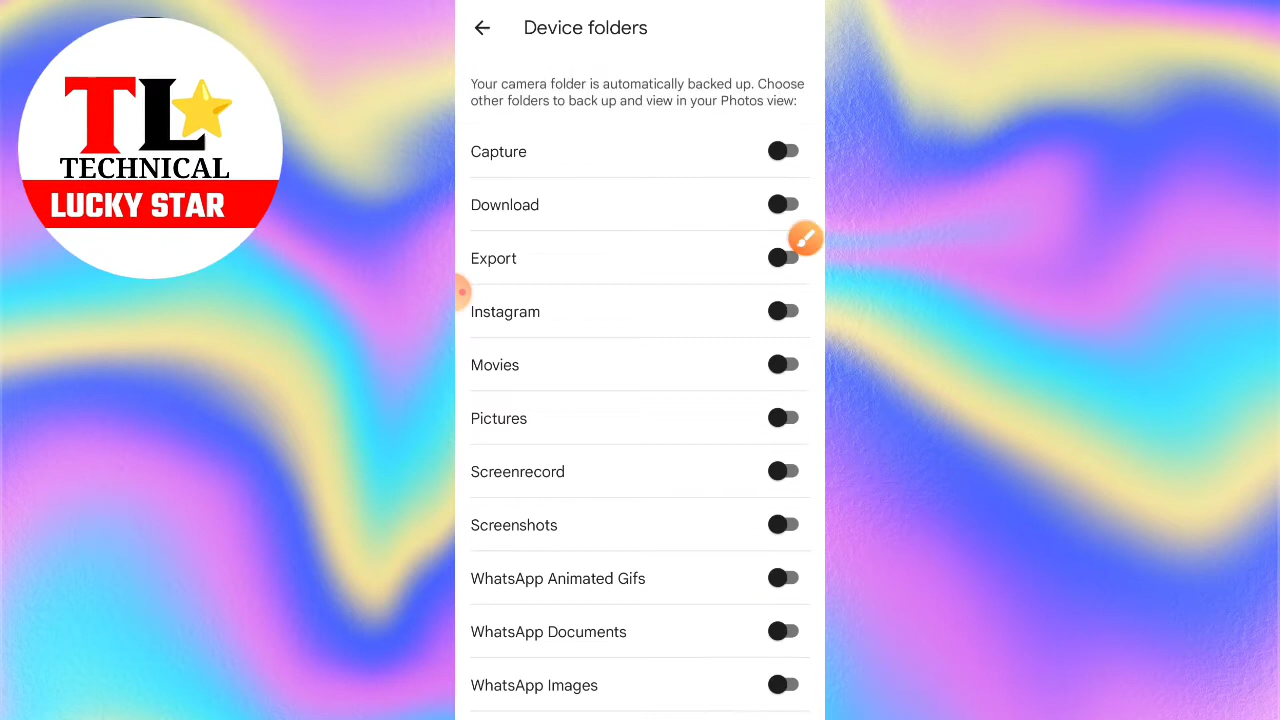 TL
TECHNICAL
LUCKY STAR
Device folders
Your camera folder is automatically backed up. Choose
other folders to back up and view in your Photos view:
Capture
Download
Export
Instagram
Movies
Pictures
Screenrecord
Screenshots
WhatsApp Animated Gifs
WhatsApp Documents
WhatsApp Images